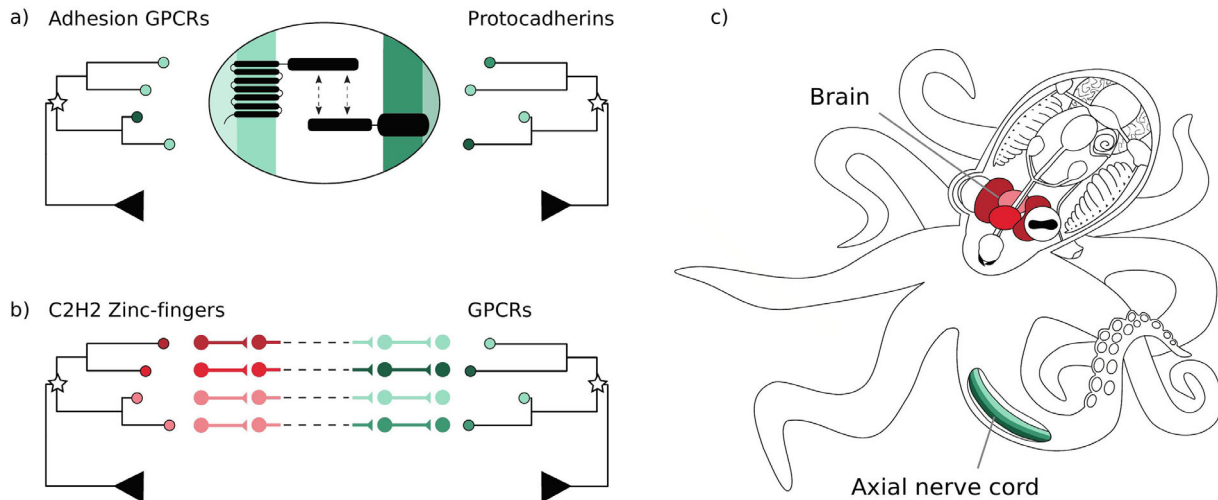 a) Adhesion GPCRs
Protocadherins
b) C2H2 Zinc-fingers
GPCRs
c)
Brain
Axial nerve cord